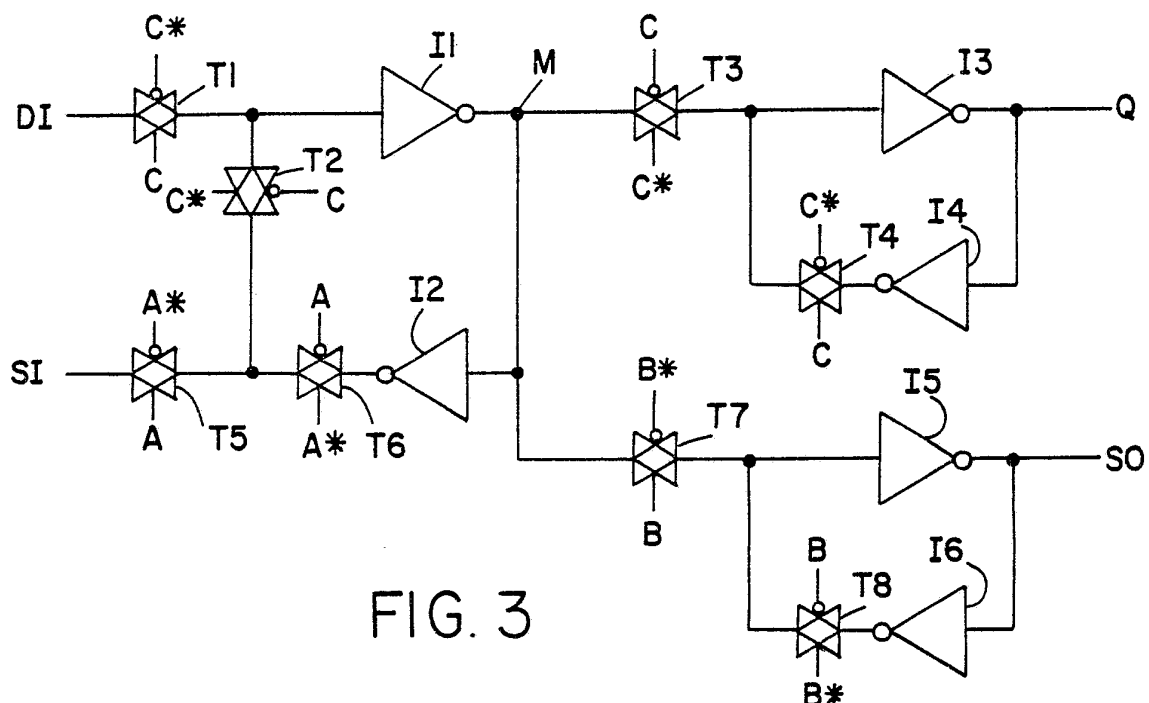 C*
I1
M
C
T1
T3
I3
DI
Q
C
T2
C*
C
C*
C*
I4
T4
A*
A
I2
C
SI
B*
I5
T7
A
T5
A*
T6
SO
B
B
I6
T8
FIG. 3
B*